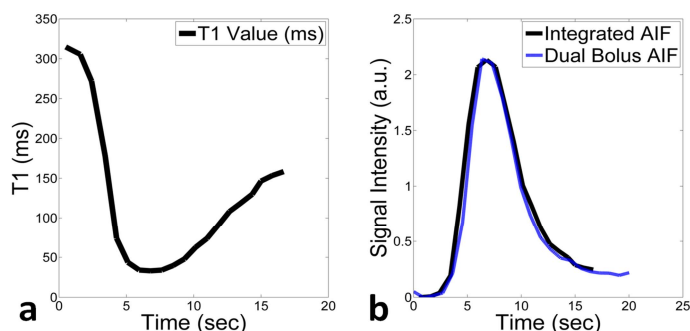 350
300
250
200
150
100
50
0
T1 (ms)
T1 Value (ms)
0 5 10 15 20
Time (sec)
a
2.5
2
1.5
1
0.5
0
Signal Intensity (a.u.)
Integrated AIF
Dual Bolus AIF
0 5 10 15 20 25
Time (sec)
b